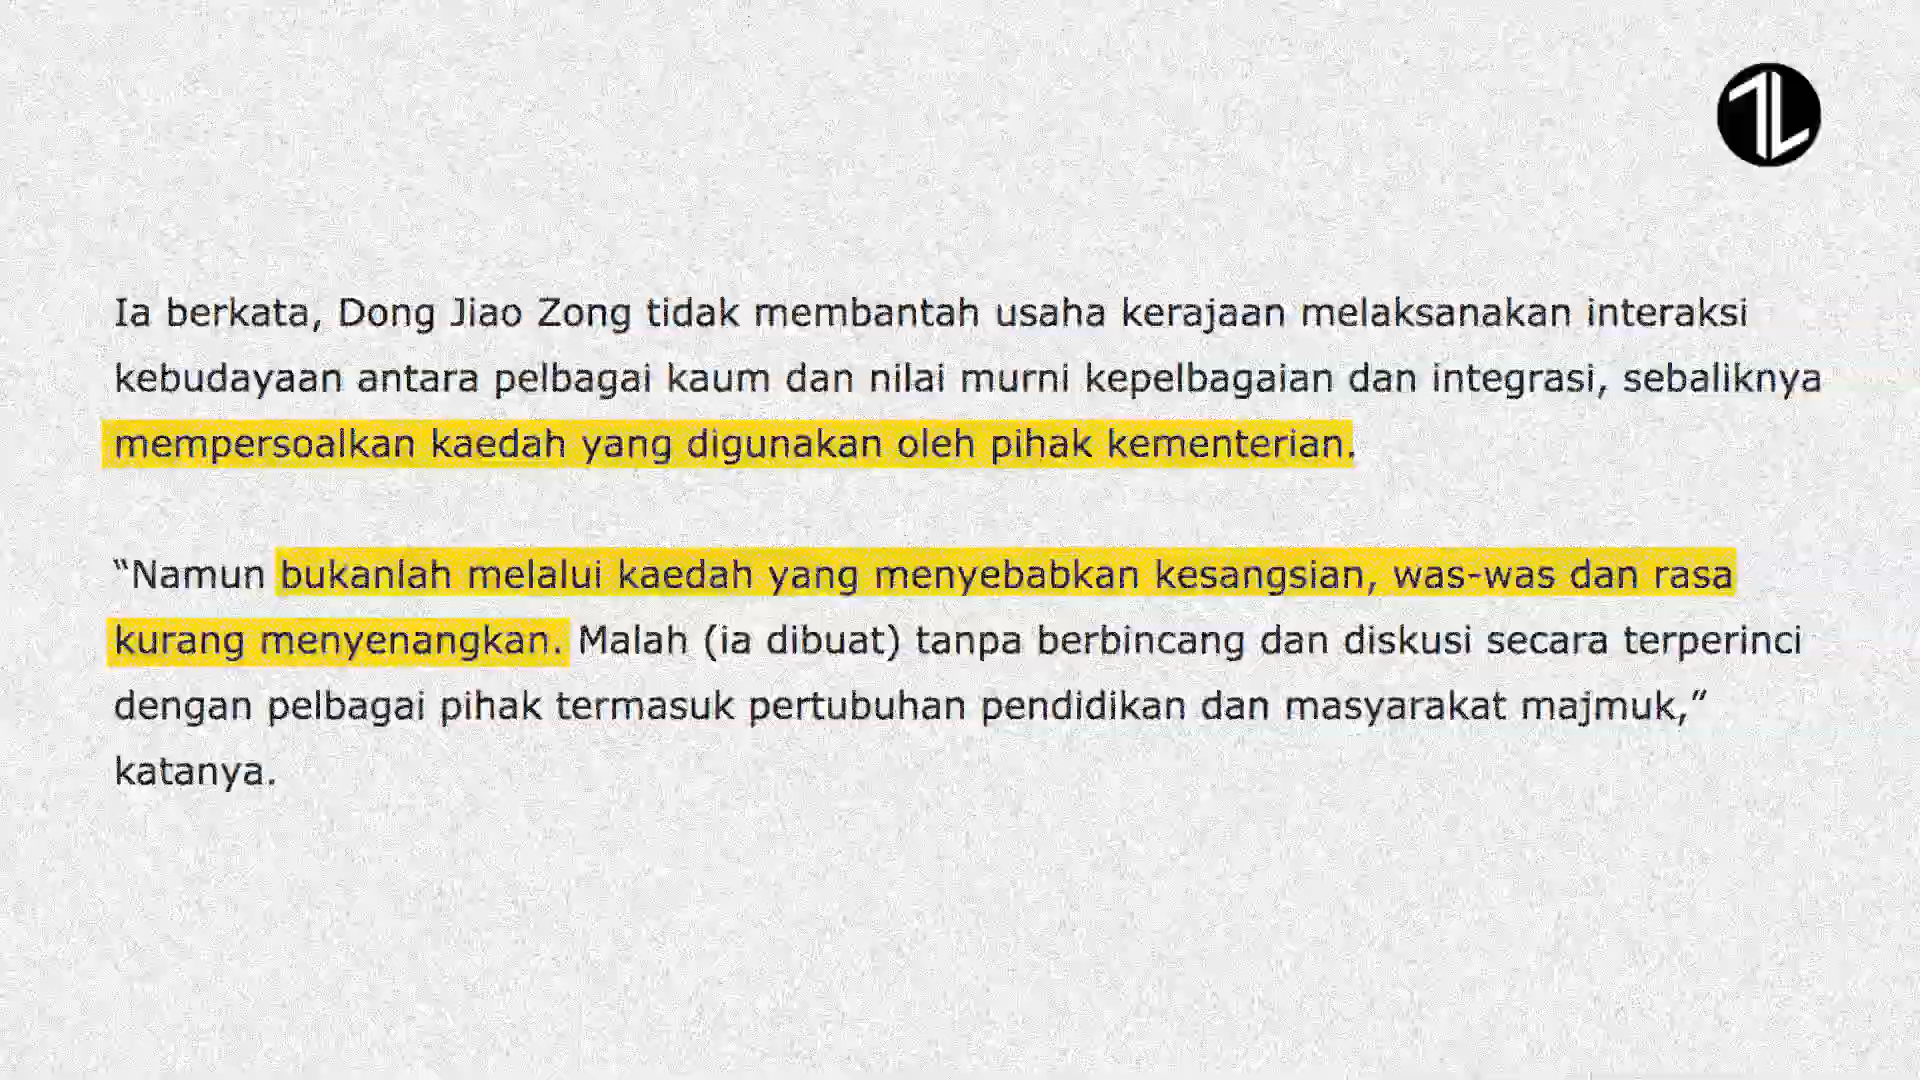 Ia berkata, Dong Jiao Zong tidak membantah usaha kerajaan melaksanakan interaksi
kebudayaan antara pelbagai kaum dan nilai murni kepelbagaian dan integrasi, sebaliknya
mempersoalkan kaedah yang digunakan oleh pihak kementerian.
“Namun bukanlah melalui kaedah yang menyebabkan kesangsian, was-was dan rasa
kurang menyenangkan. Malah (ia dibuat) tanpa berbincang dan diskusi secara terperinci
dengan pelbagai pihak termasuk pertubuhan pendidikan dan masyarakat majmuk,”
katanya.